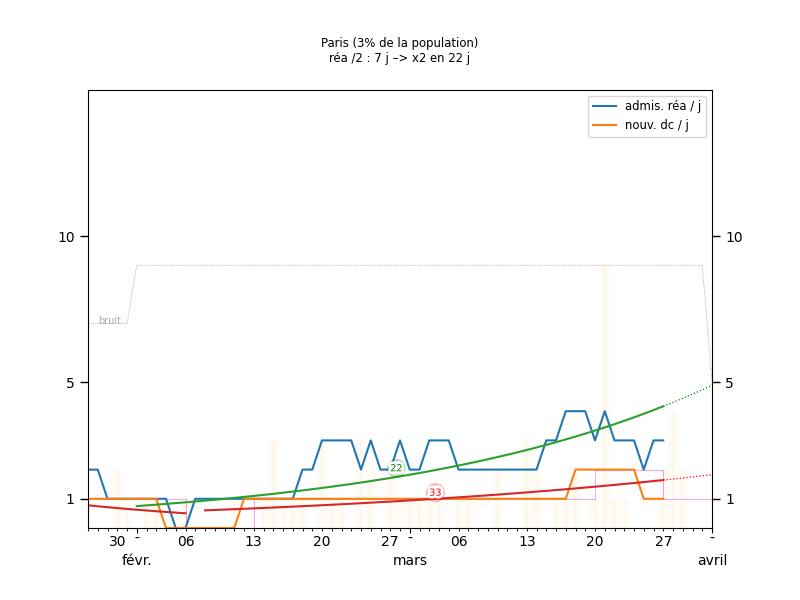 Paris (3% de la population)
réa /2 : 7 j –> x2 en 22 j
admis. réa / j
nouv. dc / j
10
10
bruit
5
5
22
33
1
1
30
06
13
20
27
06
13
20
27
févr.
mars
avril